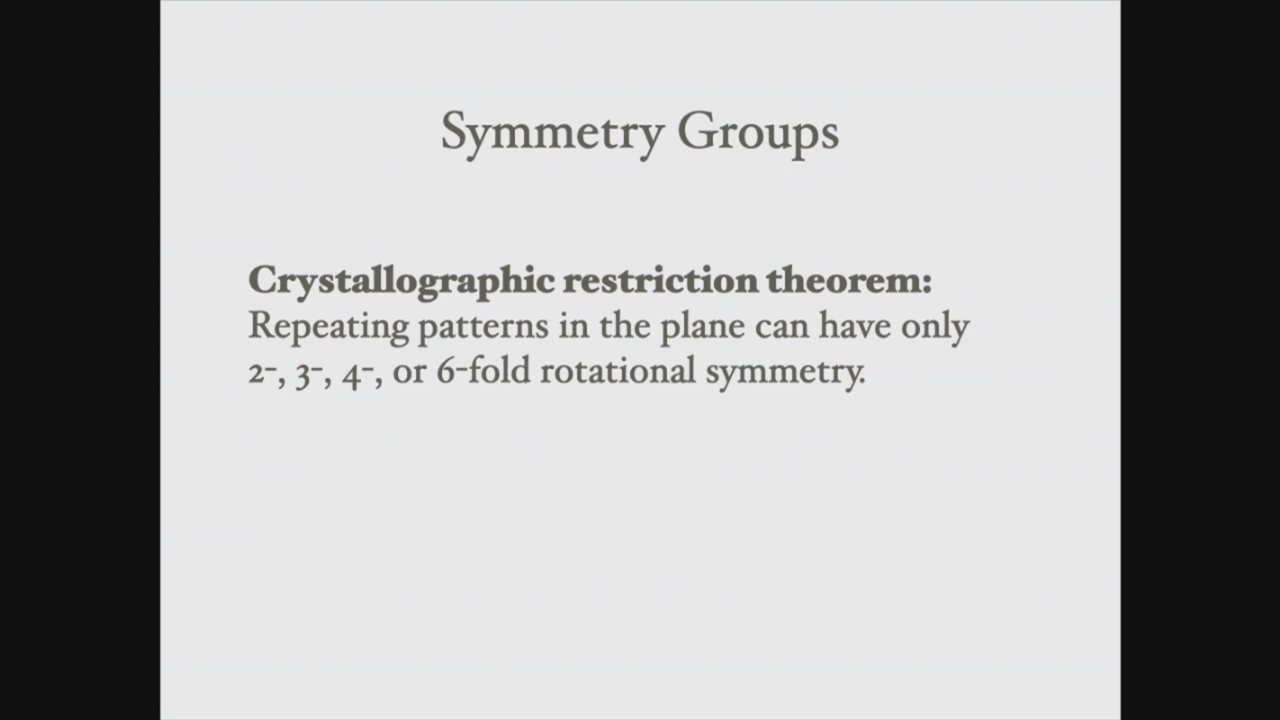 Symmetry Groups
Crystallographic restriction theorem:
Repeating patterns in the plane can have only
2-, 3-, 4-, or 6-fold rotational symmetry.